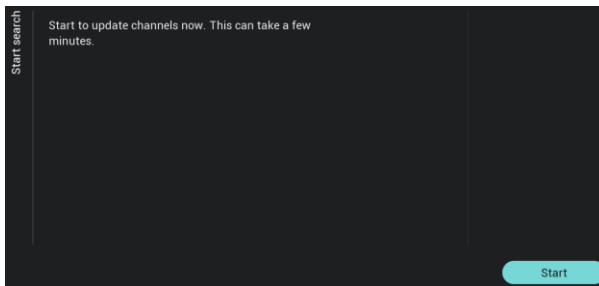 Start search
Start to update channels now. This can take a few
minutes.
Start